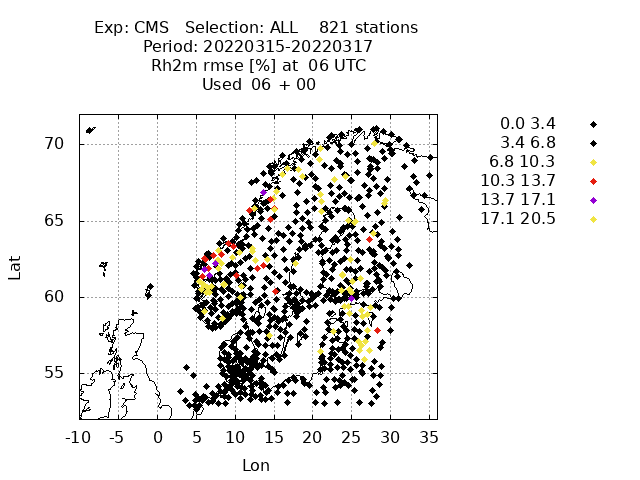 Exp: CMS   Selection: ALL    821 stations
Period: 20220315-20220317
Rh2m rmse [%] at  06 UTC
Used  06 + 00
0.0 3.4
3.4 6.8
6.8 10.3
10.3 13.7
13.7 17.1
17.1 20.5
70
65
60
55
Lat
-10 -5 0 5 10 15 20 25 30 35
Lon